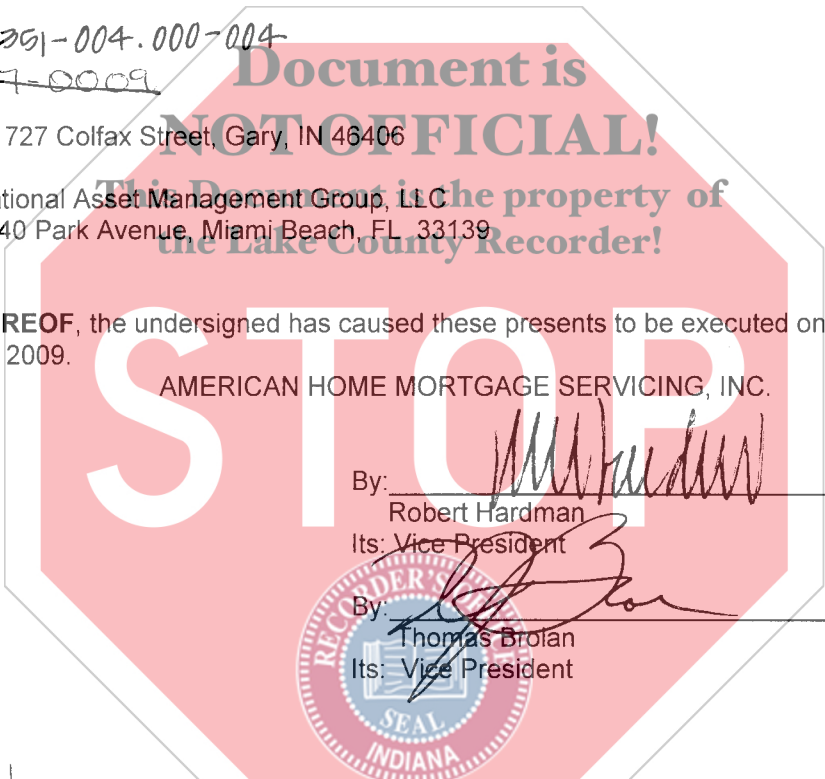 351-004.000-004
7-0009
Document is
NOT OFFICIAL!
727 Colfax Street, Gary, IN 46406
This Document is the property of
tional Asset Management Group, LLC
40 Park Avenue, Miami Beach, FL 33139
the Lake County Recorder!
REOF, the undersigned has caused these presents to be executed on
2009.
STOP
AMERICAN HOME MORTGAGE SERVICING, INC.
By:
Robert Hardman
Its: Vice President
By:
Thomas Brolan
Its: Vice President
RECORDER'S OFFICE
SEAL
INDIANA